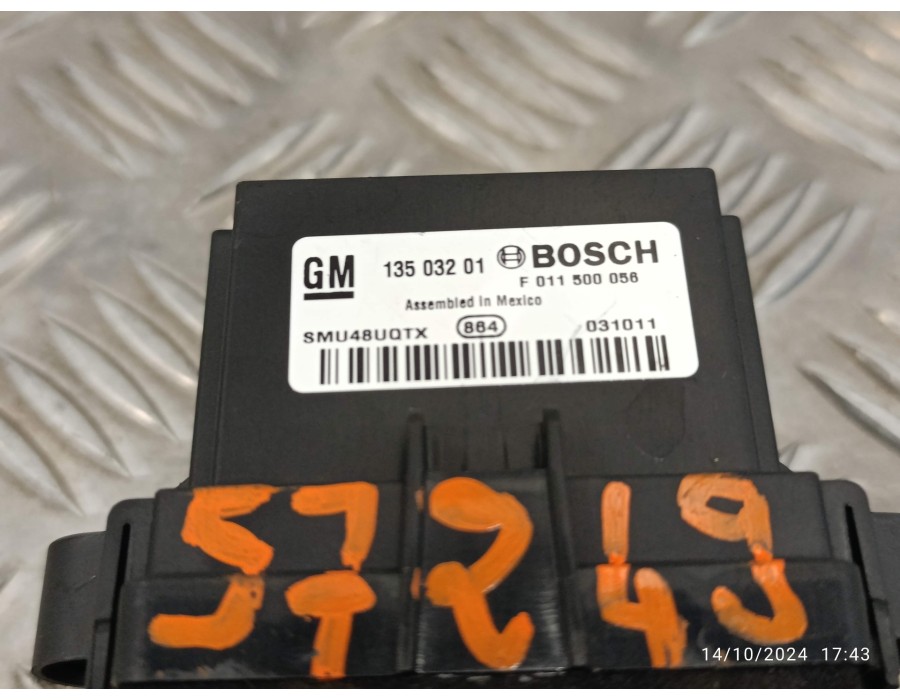 GM 135 032 01 BOSCH
F 011 500 056
Assembled in Mexico
SMU48UQTX 864 031011
14/10/2024 17:43